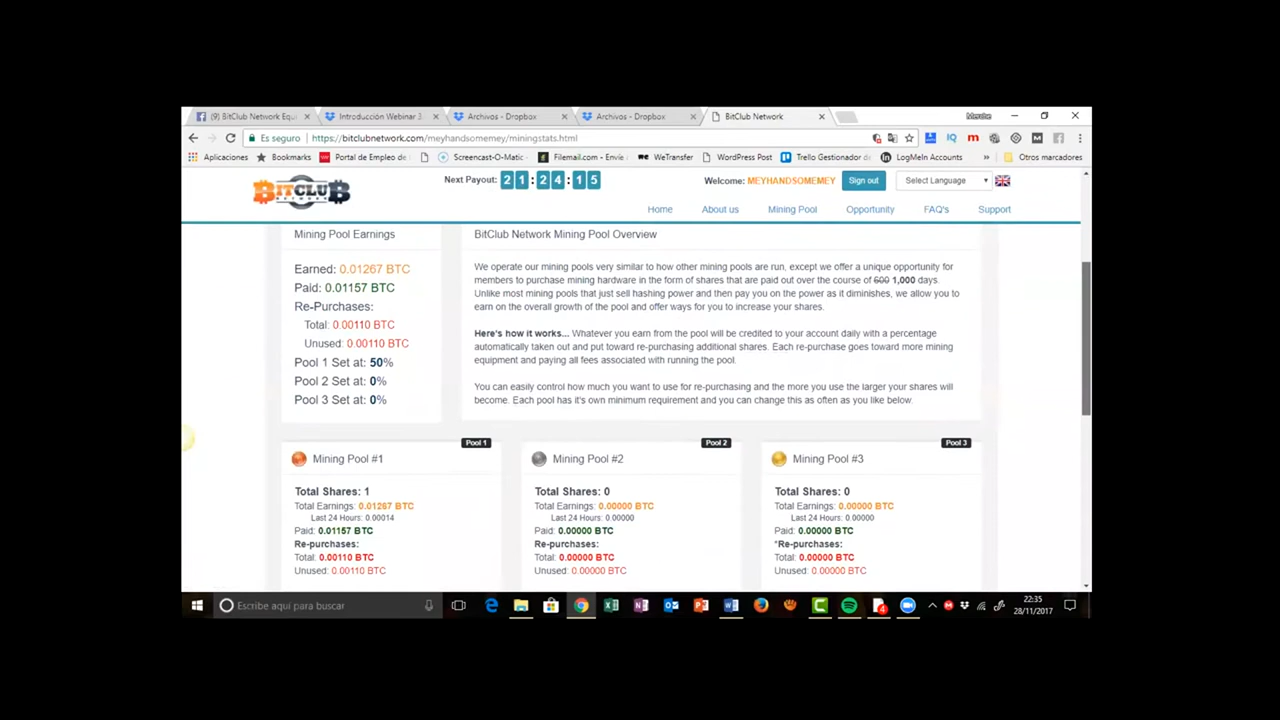 (9) BitClub Network Equ
Introducción Webinar 3
Archivos - Dropbox
Archivos - Dropbox
BitClub Network
Merche
Es seguro
https://bitclubnetwork.com/meyhandsomemey/miningstats.html
Aplicaciones
Bookmarks
Portal de Empleo de
Screencast-O-Matic -
Filemail.com - Envíe
WeTransfer
WordPress Post
Trello Gestionador de
LogMeIn Accounts
Otros marcadores
BITCLUB
NETWORK
Next Payout: 21:24:15
Welcome: MEYHANDSOMEMEY
Sign out
Select Language
Home
About us
Mining Pool
Opportunity
FAQ's
Support
Mining Pool Earnings
Earned: 0.01267 BTC
Paid: 0.01157 BTC
Re-Purchases:
Total: 0.00110 BTC
Unused: 0.00110 BTC
Pool 1 Set at: 50%
Pool 2 Set at: 0%
Pool 3 Set at: 0%
BitClub Network Mining Pool Overview
We operate our mining pools very similar to how other mining pools are run, except we offer a unique opportunity for
members to purchase mining hardware in the form of shares that are paid out over the course of 600 1,000 days.
Unlike most mining pools that just sell hashing power and then pay you on the power as it diminishes, we allow you to
earn on the overall growth of the pool and offer ways for you to increase your shares.
Here's how it works... Whatever you earn from the pool will be credited to your account daily with a percentage
automatically taken out and put toward re-purchasing additional shares. Each re-purchase goes toward more mining
equipment and paying all fees associated with running the pool.
You can easily control how much you want to use for re-purchasing and the more you use the larger your shares will
become. Each pool has it's own minimum requirement and you can change this as often as you like below.
Pool 1
Mining Pool #1
Total Shares: 1
Total Earnings: 0.01267 BTC
Last 24 Hours: 0.00014
Paid: 0.01157 BTC
Re-purchases:
Total: 0.00110 BTC
Unused: 0.00110 BTC
Pool 2
Mining Pool #2
Total Shares: 0
Total Earnings: 0.00000 BTC
Last 24 Hours: 0.00000
Paid: 0.00000 BTC
Re-purchases:
Total: 0.00000 BTC
Unused: 0.00000 BTC
Pool 3
Mining Pool #3
Total Shares: 0
Total Earnings: 0.00000 BTC
Last 24 Hours: 0.00000
Paid: 0.00000 BTC
*Re-purchases:
Total: 0.00000 BTC
Unused: 0.00000 BTC
Escribe aquí para buscar
22:35
28/11/2017